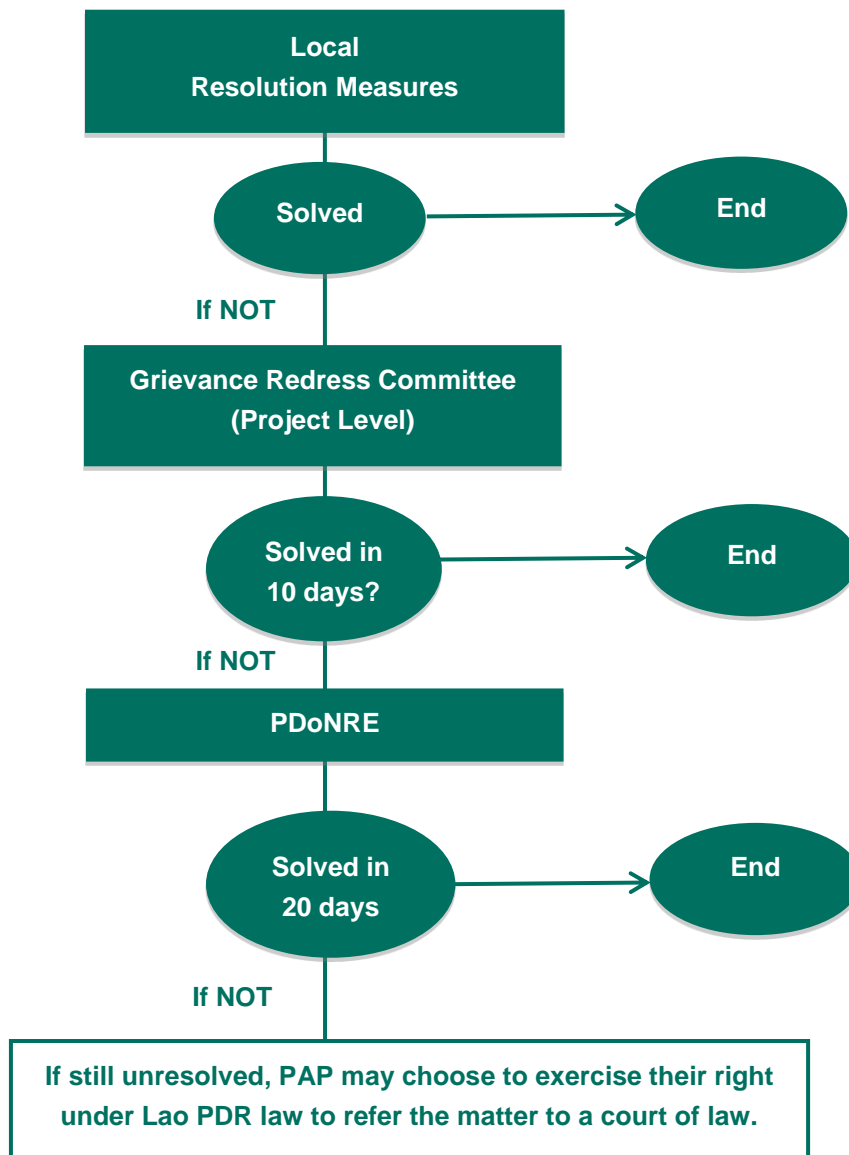 Local
Resolution Measures
Solved
End
If NOT
Grievance Redress Committee
(Project Level)
Solved in
10 days?
End
If NOT
PDoNRE
Solved in
20 days
End
If NOT
If still unresolved, PAP may choose to exercise their right
under Lao PDR law to refer the matter to a court of law.